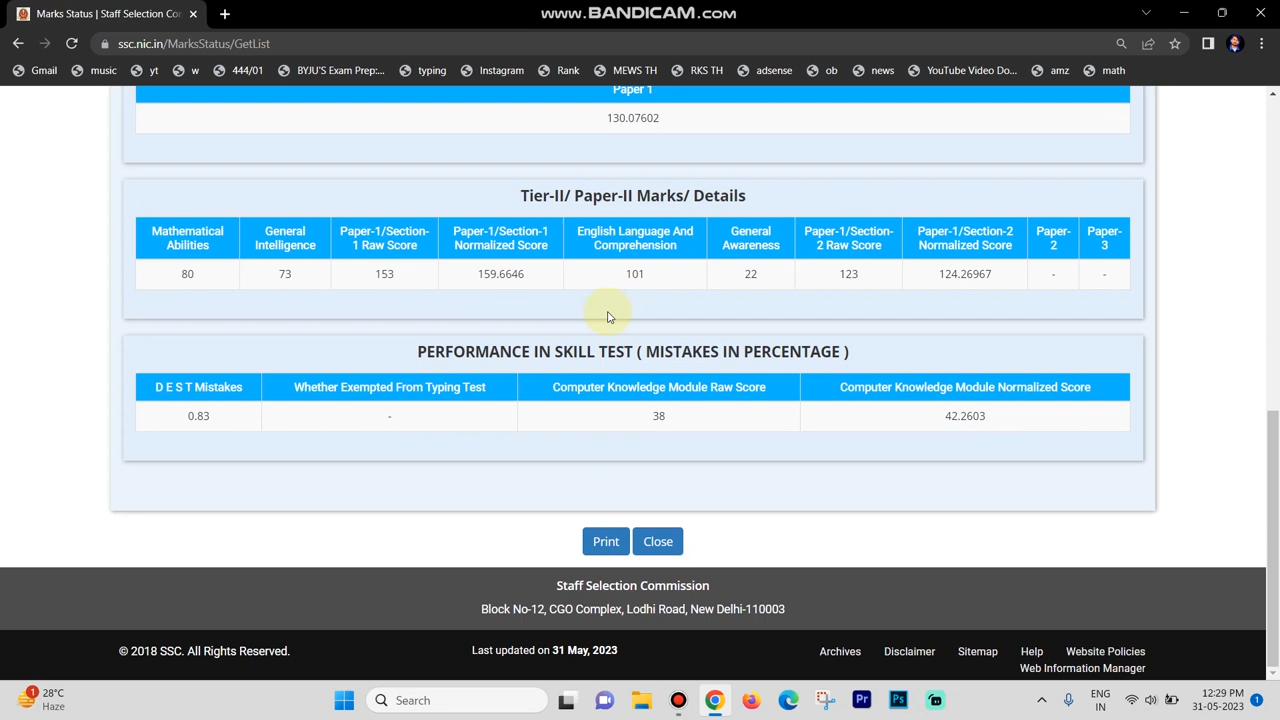 Marks Status | Staff Selection Cor
www.BANDICAM.com
ssc.nic.in/MarksStatus/GetList
Gmail music yt w 444/01 BYJU'S Exam Prep:... typing Instagram Rank MEWS TH RKS TH adsense ob news YouTube Video Do... amz math
Paper 1
130.07602
Tier-II/ Paper-II Marks/ Details
Mathematical Abilities General Intelligence Paper-1/Section-1 Raw Score Paper-1/Section-1 Normalized Score English Language And Comprehension General Awareness Paper-1/Section-2 Raw Score Paper-1/Section-2 Normalized Score Paper-2 Paper-3
80 73 153 159.6646 101 22 123 124.26967 - -
PERFORMANCE IN SKILL TEST ( MISTAKES IN PERCENTAGE )
D E S T Mistakes Whether Exempted From Typing Test Computer Knowledge Module Raw Score Computer Knowledge Module Normalized Score
0.83 - 38 42.2603
Print Close
Staff Selection Commission
Block No-12, CGO Complex, Lodhi Road, New Delhi-110003
© 2018 SSC. All Rights Reserved. Last updated on 31 May, 2023 Archives Disclaimer Sitemap Help Website Policies
Web Information Manager
1 28°C Search Pr Ps ENG 12:29 PM 1
Haze IN 31-05-2023